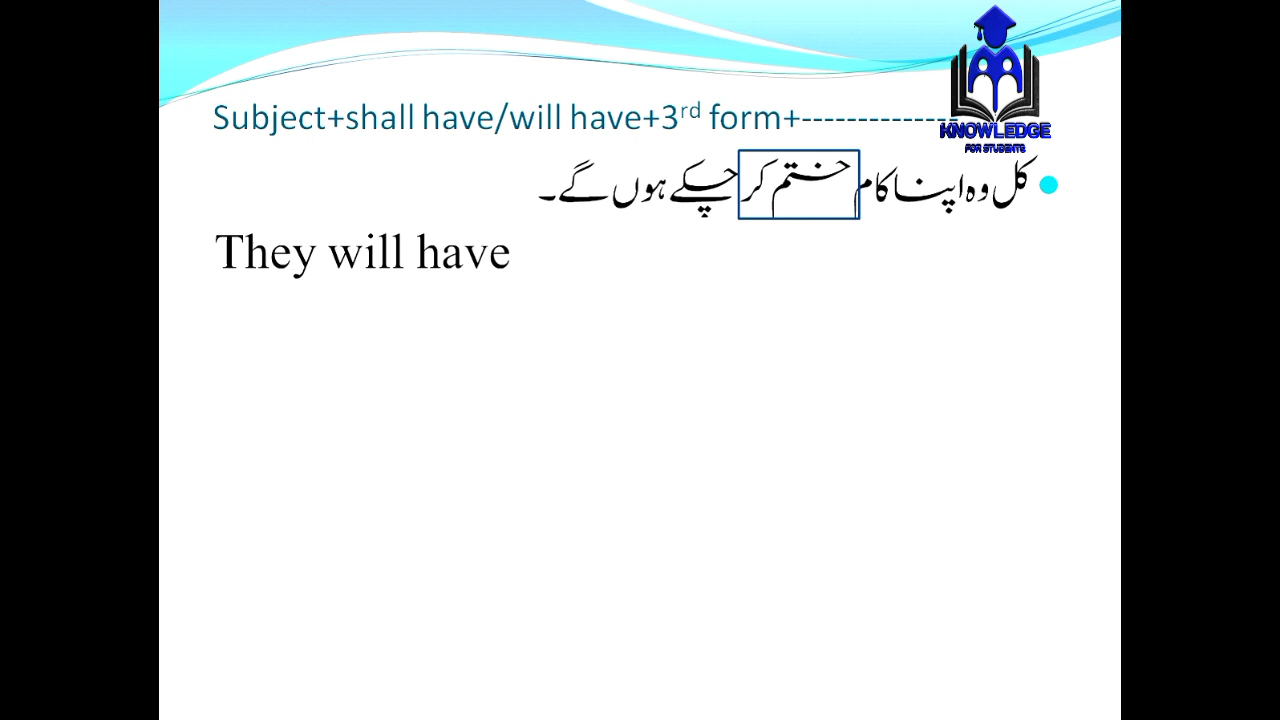 KNOWLEDGE
FOR STUDENTS
Subject+shall have/will have+3rd form+--------------
کل وہ اپنا کام ختم کر چکے ہوں گے۔
They will have